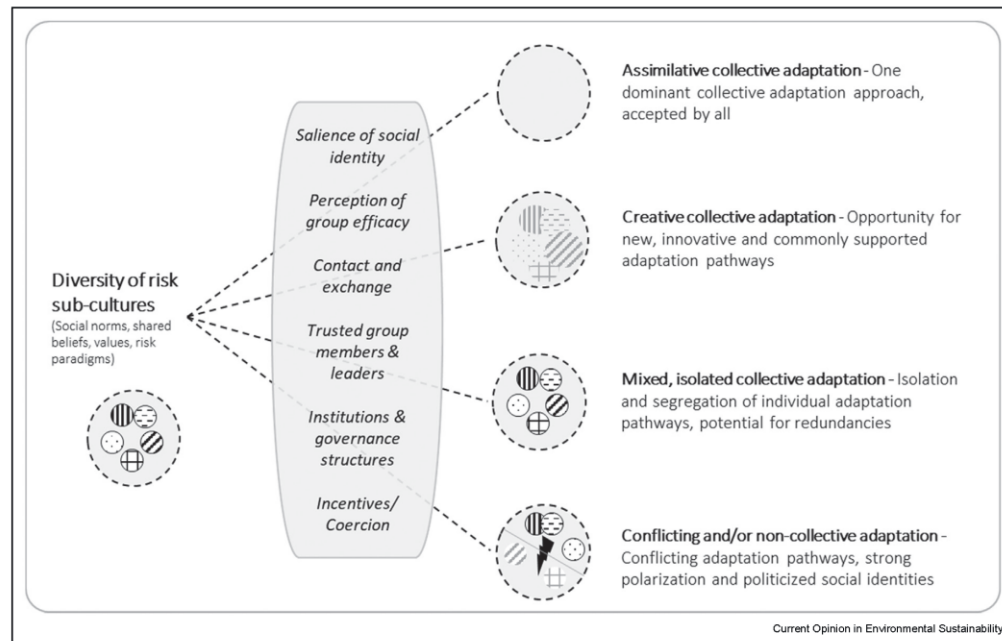 Diversity of risk
sub-cultures
(Social norms, shared
beliefs, values, risk
paradigms)
Salience of social
identity
Perception of
group efficacy
Contact and
exchange
Trusted group
members &
leaders
Institutions &
governance
structures
Incentives/
Coercion
Assimilative collective adaptation - One
dominant collective adaptation approach,
accepted by all
Creative collective adaptation - Opportunity for
new, innovative and commonly supported
adaptation pathways
Mixed, isolated collective adaptation - Isolation
and segregation of individual adaptation
pathways, potential for redundancies
Conflicting and/or non-collective adaptation -
Conflicting adaptation pathways, strong
polarization and politicized social identities
Current Opinion in Environmental Sustainability